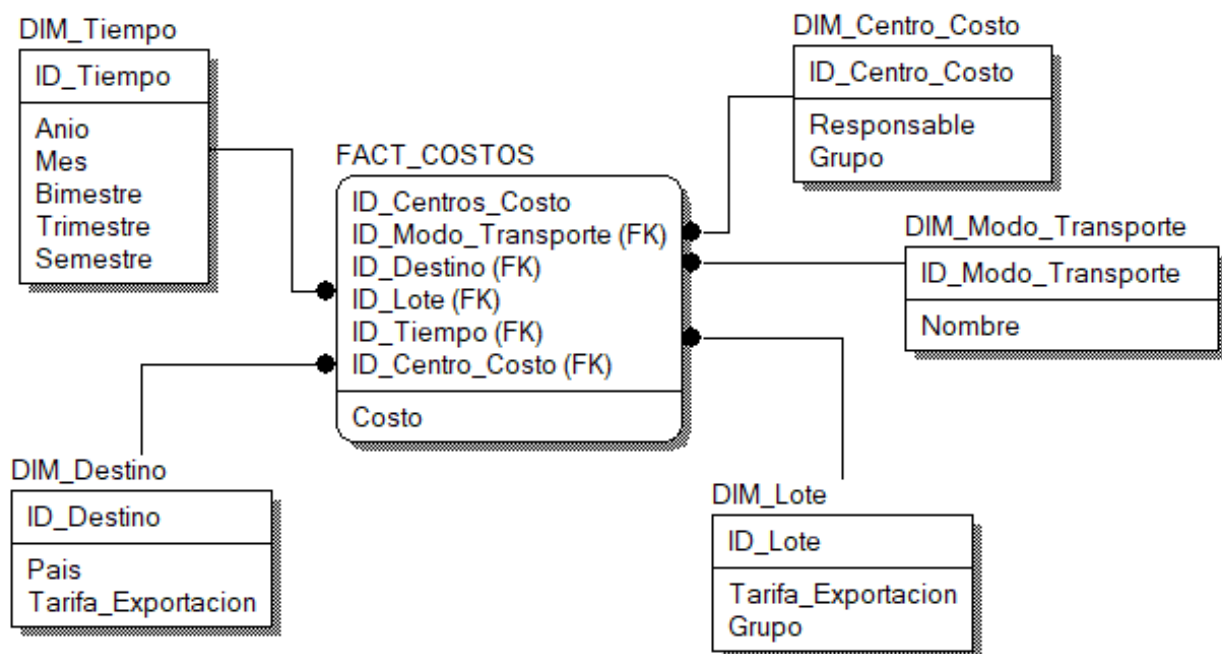 DIM_Tiempo
ID_Tiempo
Anio
Mes
Bimestre
Trimestre
Semestre
DIM_Centro_Costo
ID_Centro_Costo
Responsable
Grupo
FACT_COSTOS
ID_Centros_Costo
ID_Modo_Transporte (FK)
ID_Destino (FK)
ID_Lote (FK)
ID_Tiempo (FK)
ID_Centro_Costo (FK)
Costo
DIM_Modo_Transporte
ID_Modo_Transporte
Nombre
DIM_Destino
ID_Destino
Pais
Tarifa_Exportacion
DIM_Lote
ID_Lote
Tarifa_Exportacion
Grupo